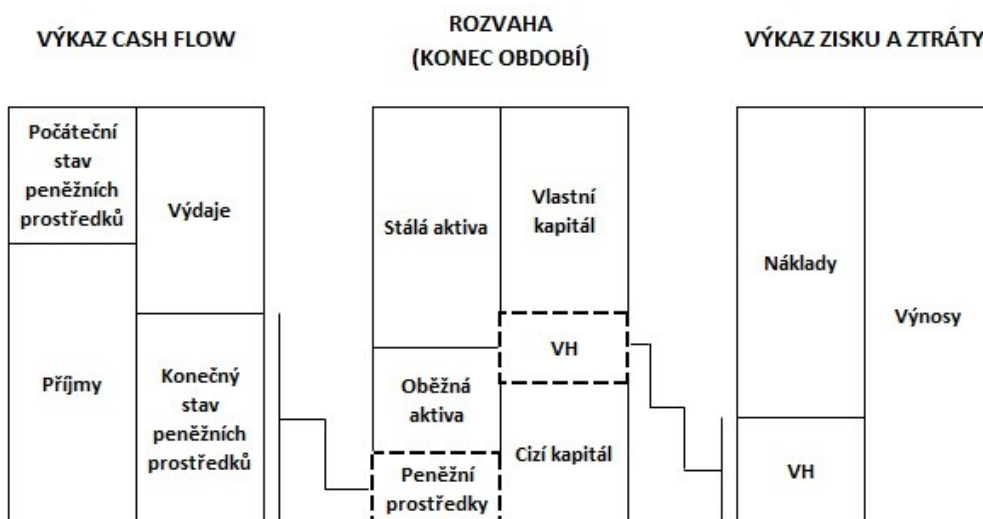 VÝKAZ CASH FLOW
ROZVAHA
(KONEC OBDOBÍ)
VÝKAZ ZISKU A ZTRÁTY
Počáteční
stav
peněžních
prostředků
Výdaje
Příjmy
Konečný
stav
peněžních
prostředků
Stálá aktiva
Vlastní
kapitál
VH
Oběžná
aktiva
Peněžní
prostředky
Cizí kapitál
Náklady
Výnosy
VH